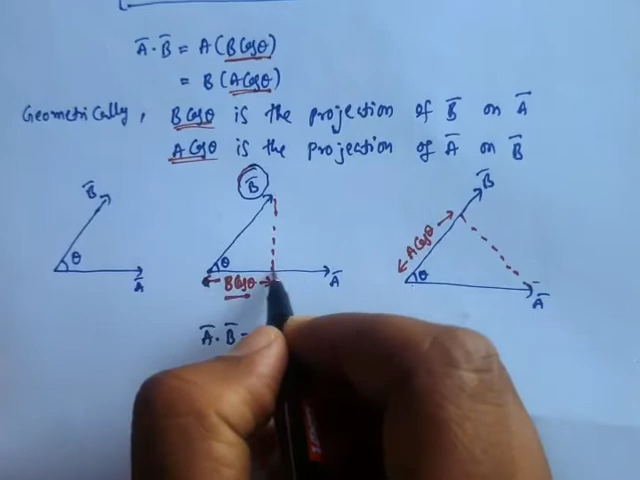 A̅·B̅ = A (B Cosθ)
= B (A Cosθ)
Geometrically, B Cosθ is the projection of B̅ on A̅
A Cosθ is the projection of A̅ on B̅
B̅ B̅ B̅
A Cosθ
θ θ θ
A̅ B Cosθ A̅ A̅
A̅·B̅ =